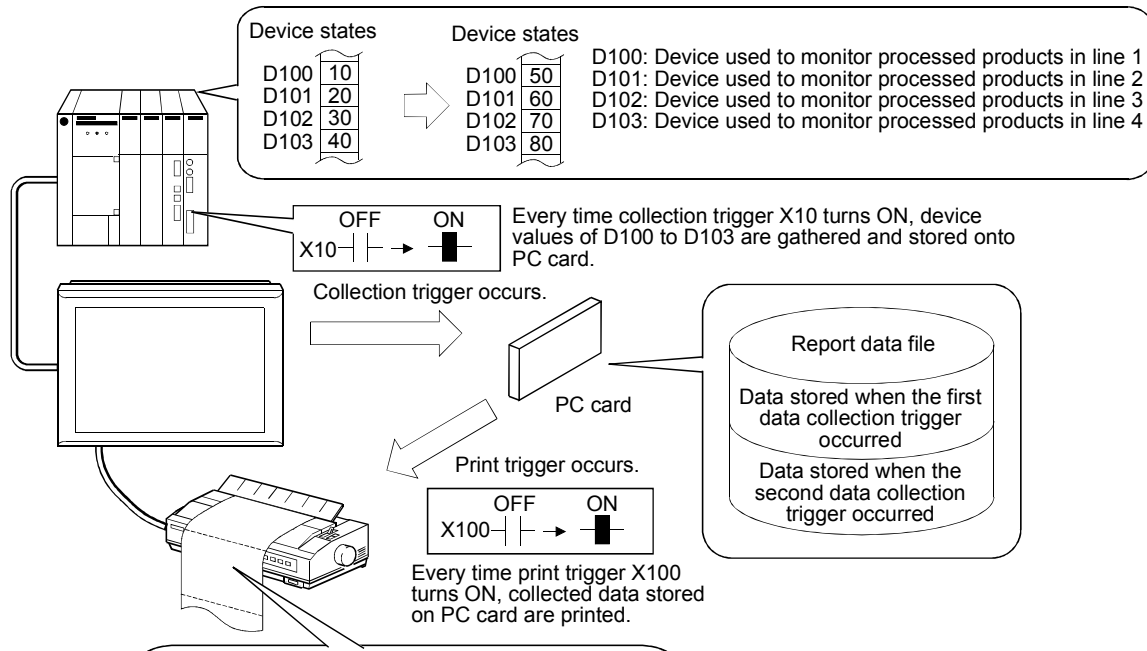 Device states
D100 10
D101 20
D102 30
D103 40
Device states
D100 50
D101 60
D102 70
D103 80
D100: Device used to monitor processed products in line 1
D101: Device used to monitor processed products in line 2
D102: Device used to monitor processed products in line 3
D103: Device used to monitor processed products in line 4
OFF ON
X10
Every time collection trigger X10 turns ON, device
values of D100 to D103 are gathered and stored onto
PC card.
Collection trigger occurs.
PC card
Report data file
Data stored when the first
data collection trigger
occurred
Data stored when the
second data collection
trigger occurred
Print trigger occurs.
OFF ON
X100
Every time print trigger X100
turns ON, collected data stored
on PC card are printed.